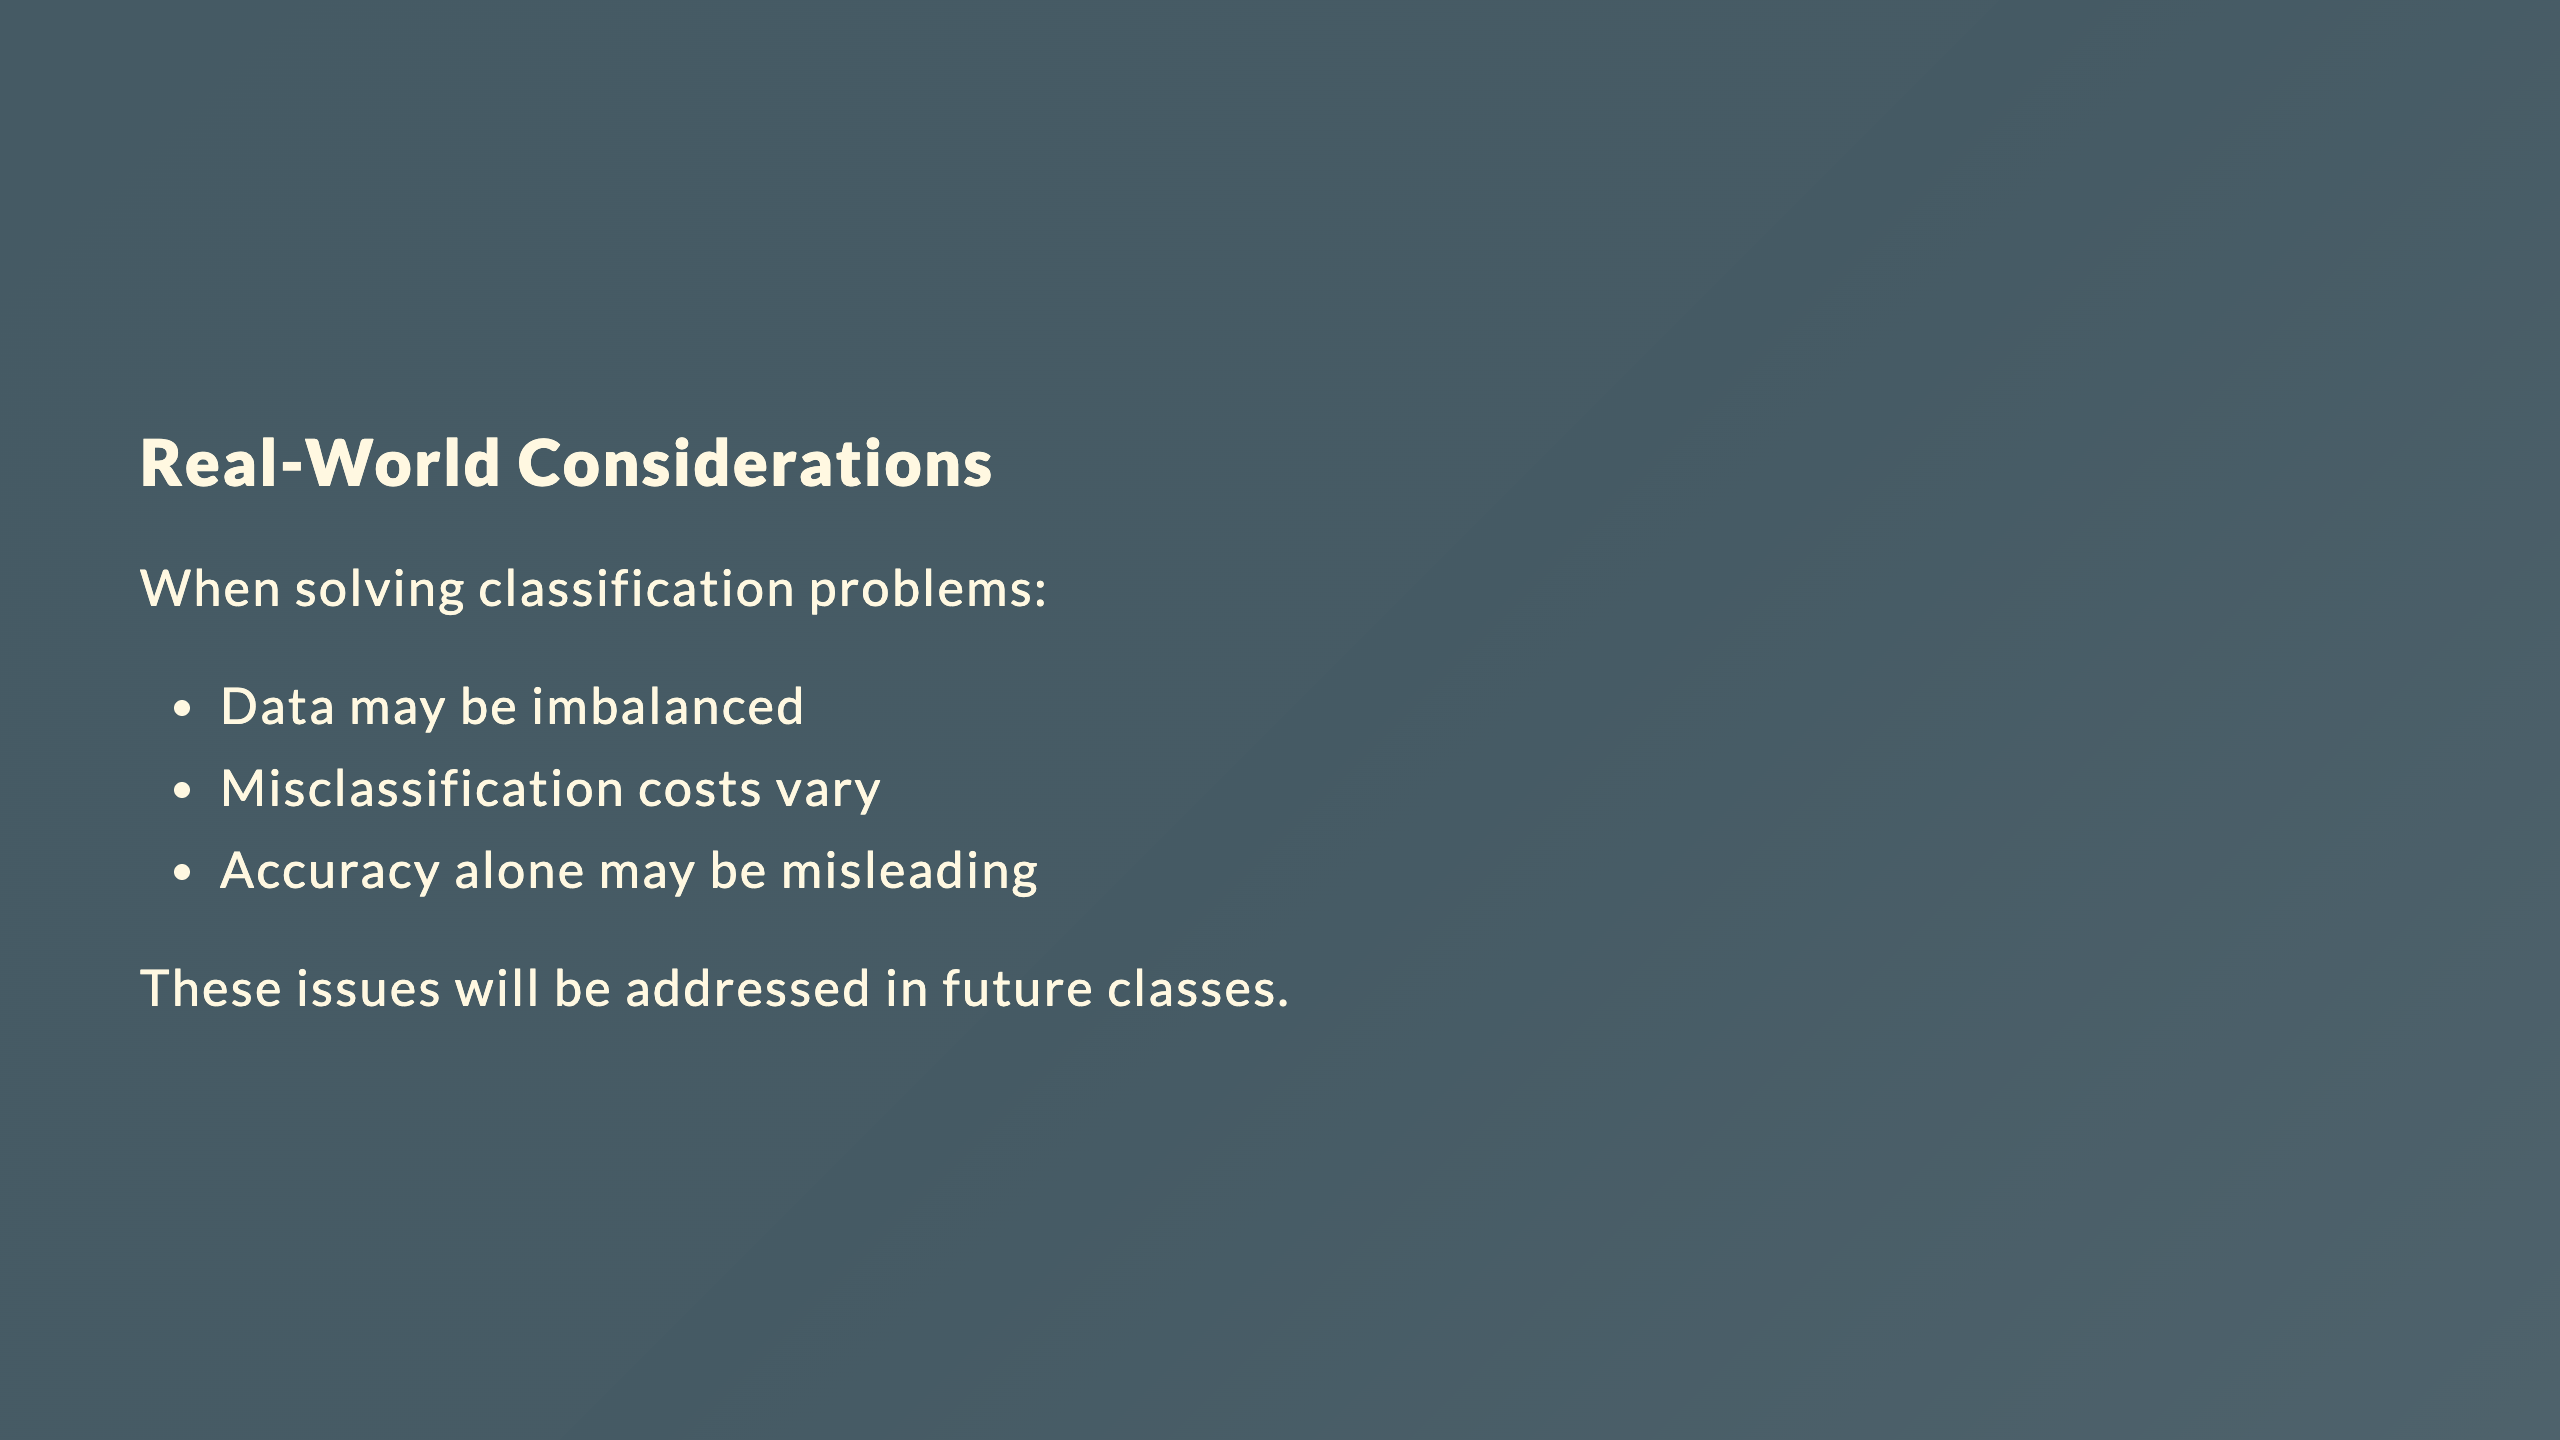 Real-World Considerations
When solving classification problems:
• Data may be imbalanced
• Misclassification costs vary
• Accuracy alone may be misleading
These issues will be addressed in future classes.